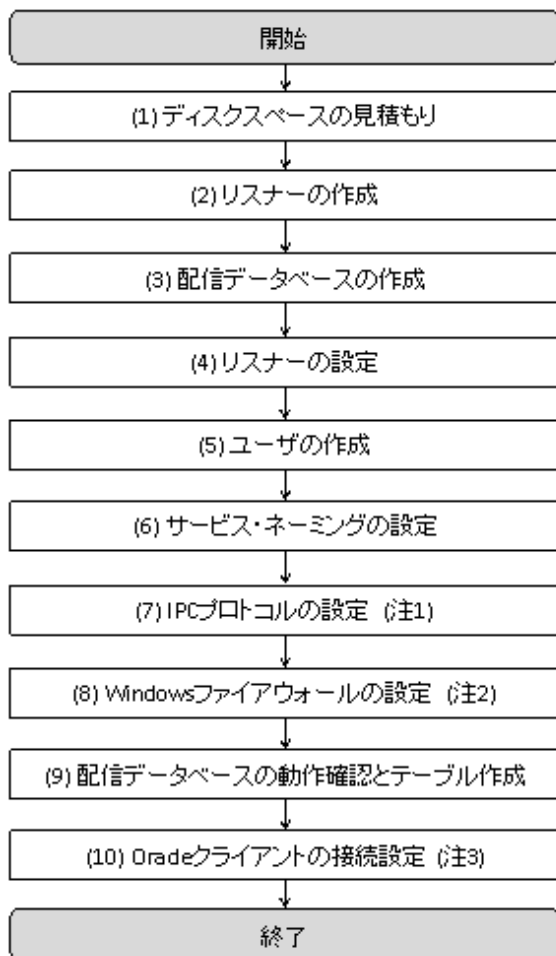 開始
(1) ディスクスペースの見積もり
(2) リスナーの作成
(3) 配信データベースの作成
(4) リスナーの設定
(5) ユーザの作成
(6) サービス・ネーミングの設定
(7) IPCプロトコルの設定 (注1)
(8) Windowsファイアウォールの設定 (注2)
(9) 配信データベースの動作確認とテーブル作成
(10) Oracleクライアントの接続設定 (注3)
終了